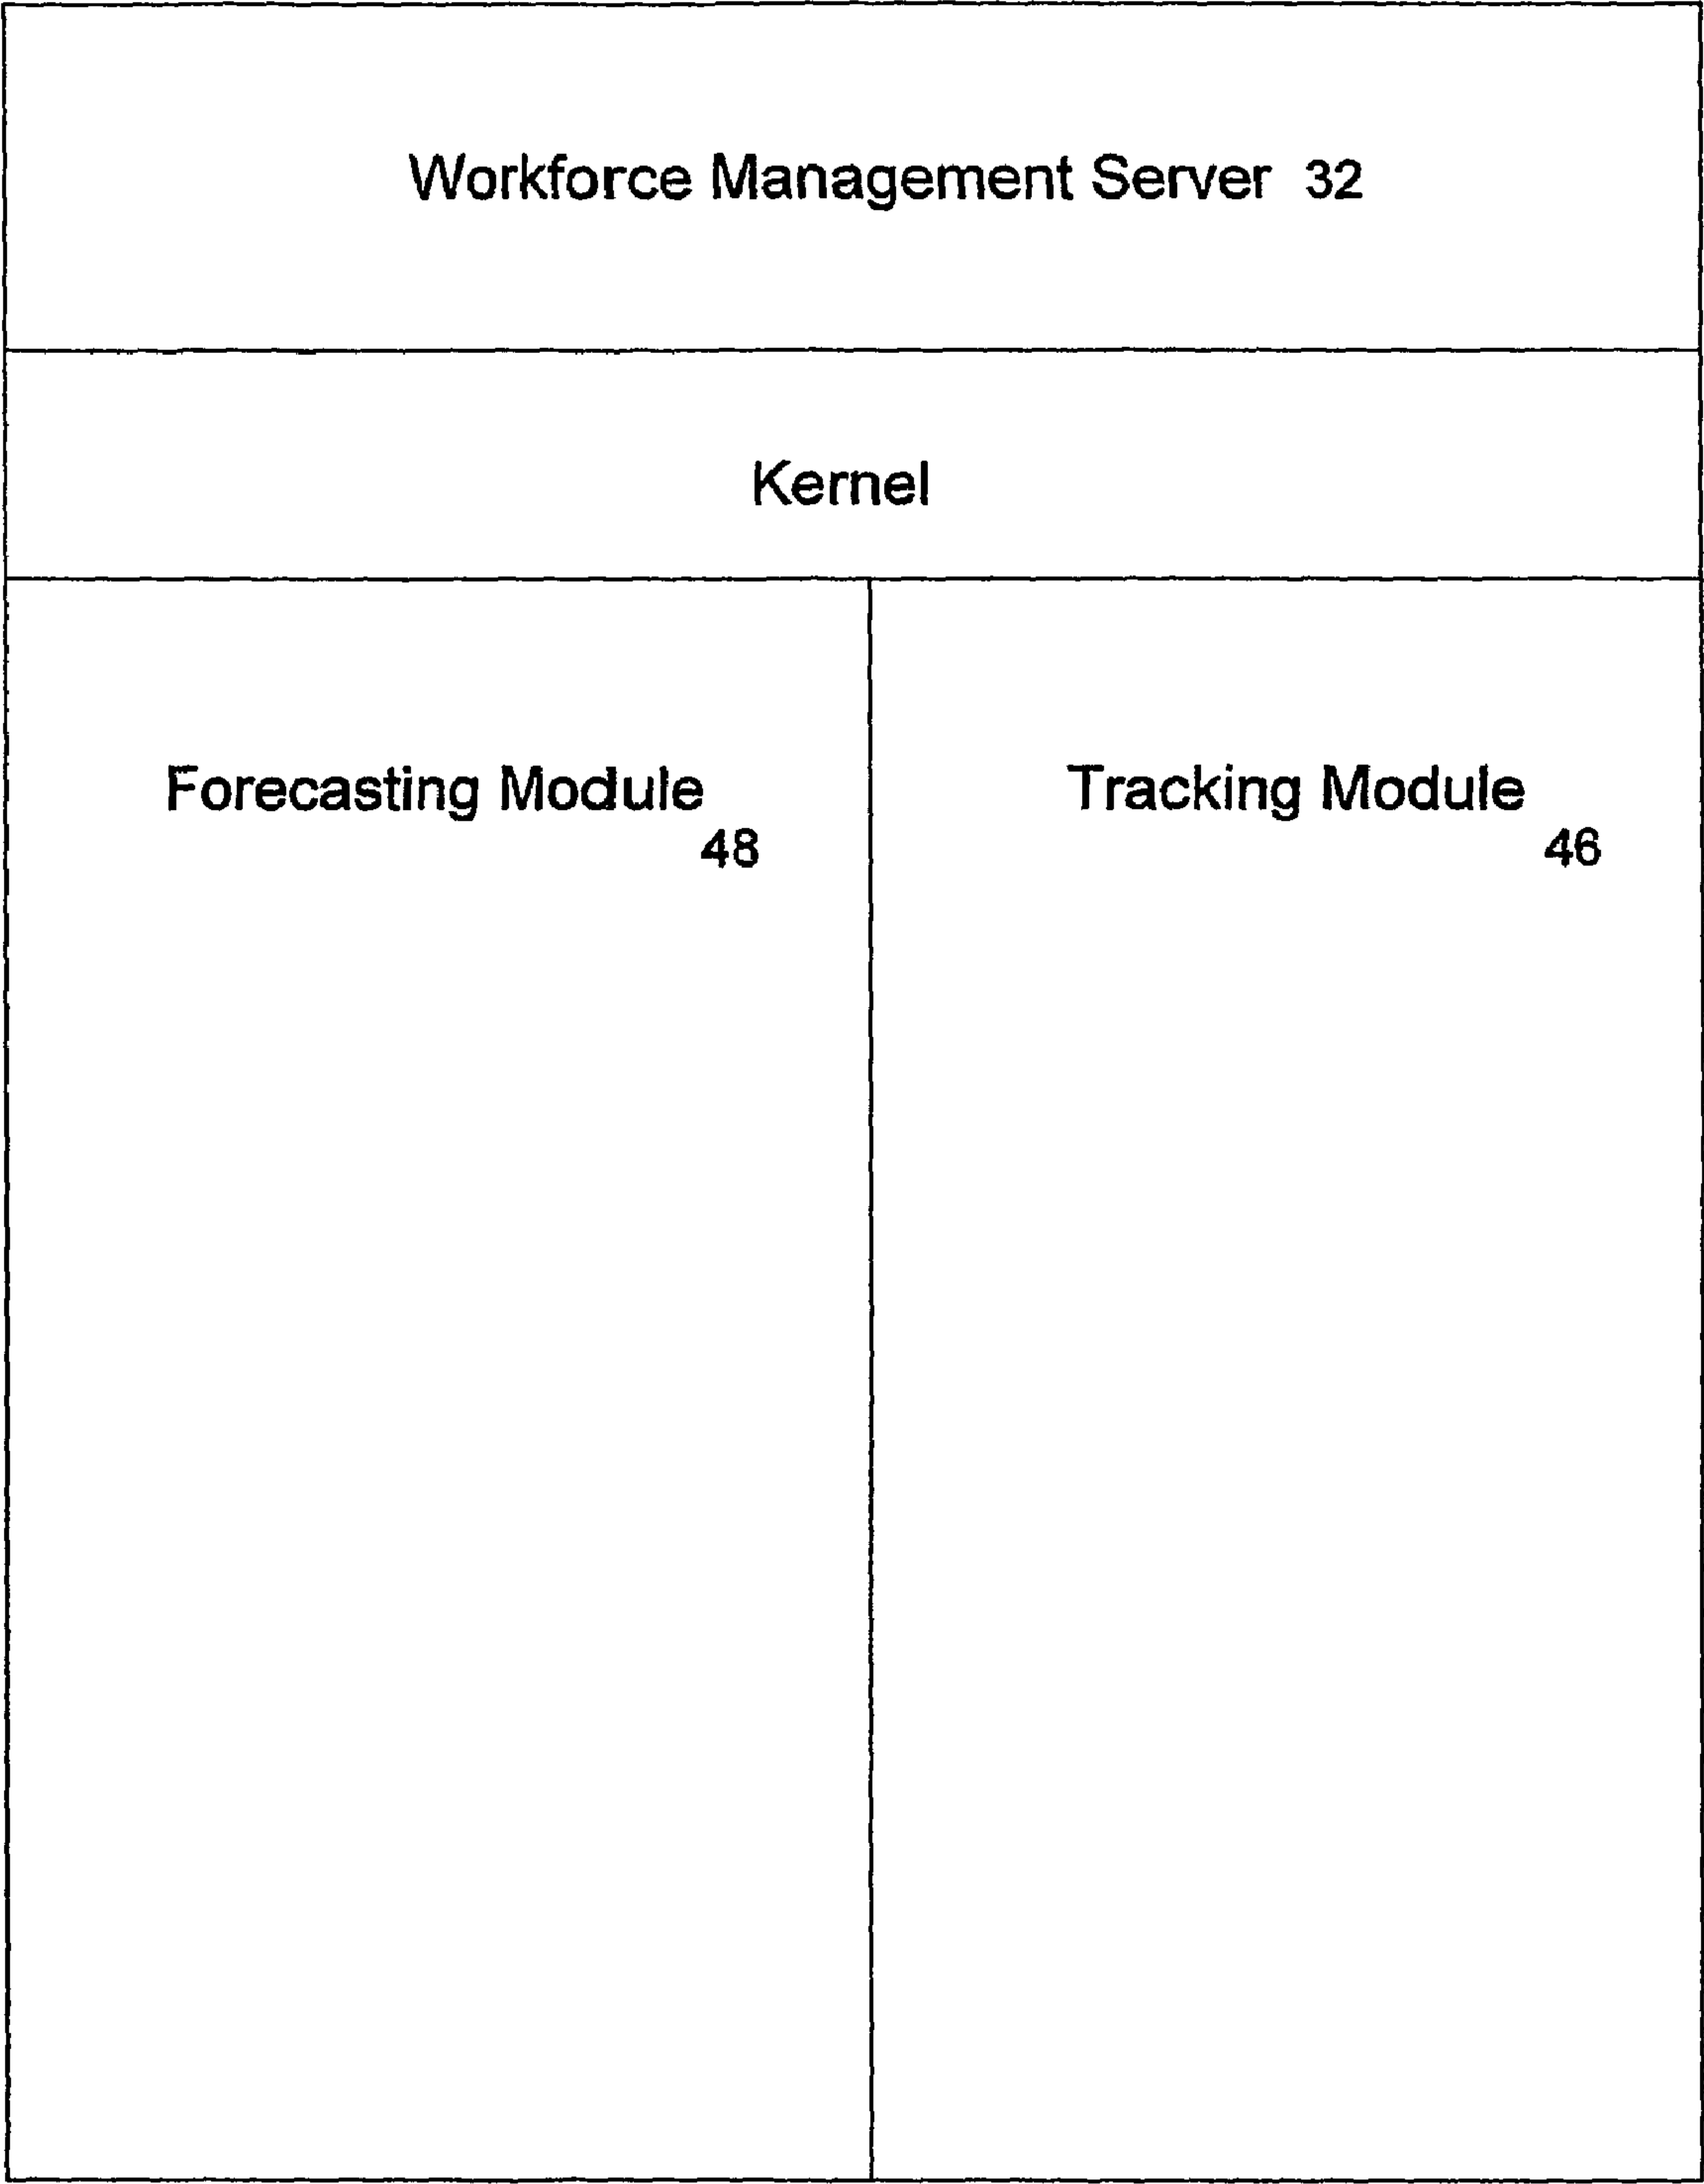 Workforce Management Server 32
Kernel
Forecasting Module
48
Tracking Module
46